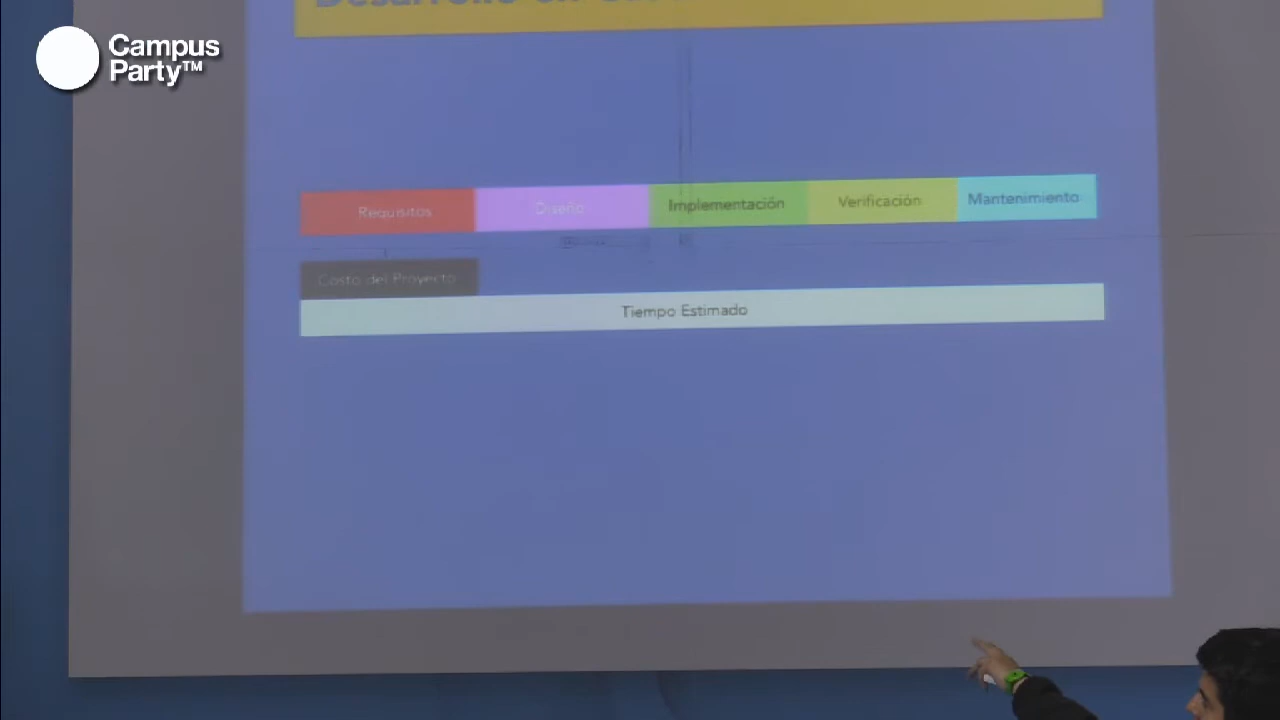 Campus
Party™
Requisitos
Diseño
Implementación
Verificación
Mantenimiento
Costo del Proyecto
Tiempo Estimado